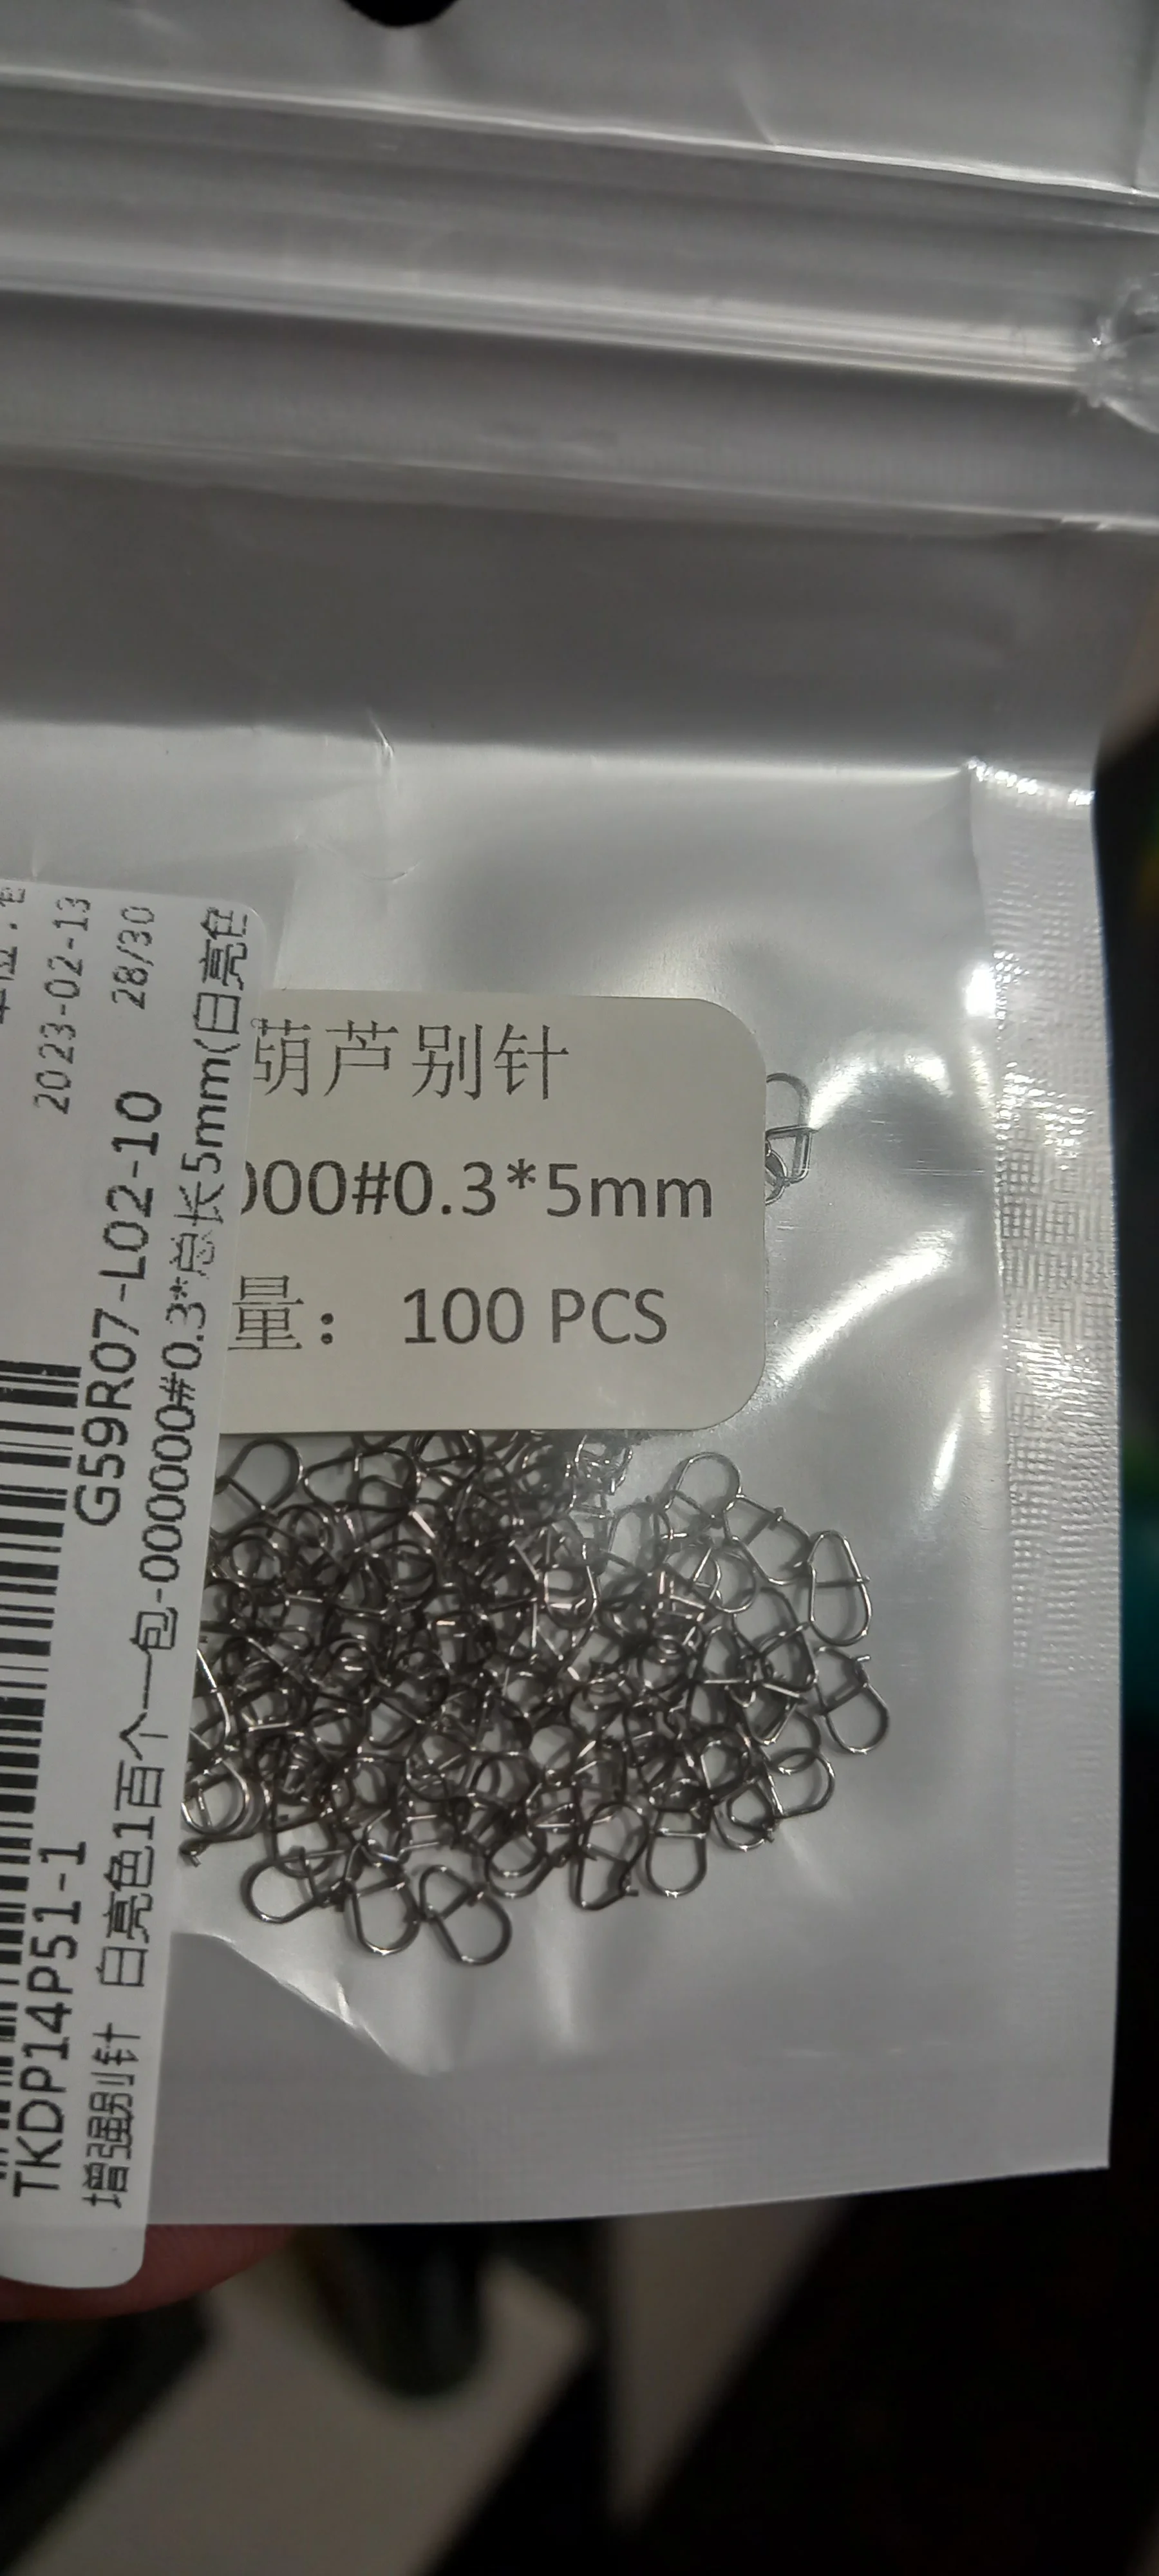 葫芦别针
000#0.3*5mm
量： 100 PCS
2023-02-13
28/30
G59R07-L02-10
TKDP14P51-1
增强别针 白亮色1百个一包-00000#0.3*总长5mm(白亮色